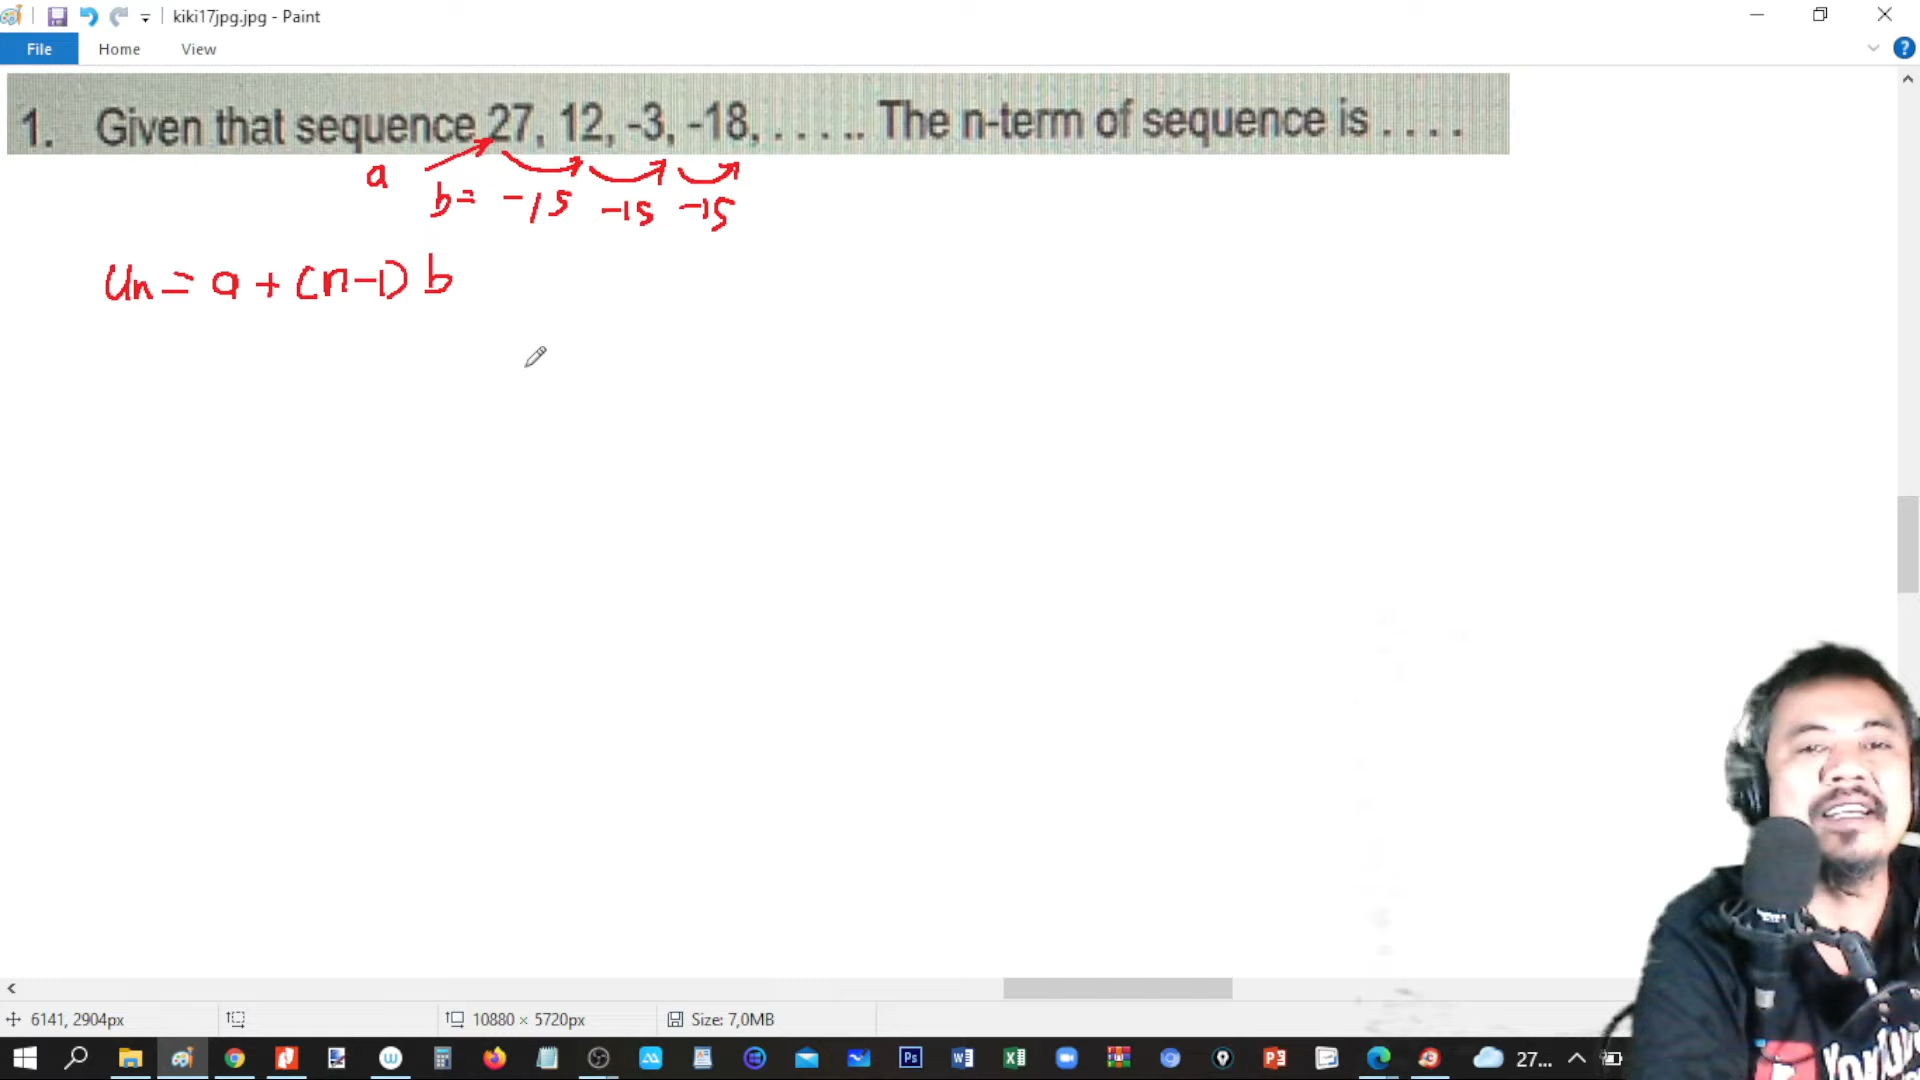 kiki17jpg.jpg - Paint
File Home View
1. Given that sequence 27, 12, -3, -18, . . . . .. The n-term of sequence is . . . .
a
b = -15 -15 -15
Un = a + (n-1) b
6141, 2904px
10880 × 5720px
Size: 7,0MB
27...